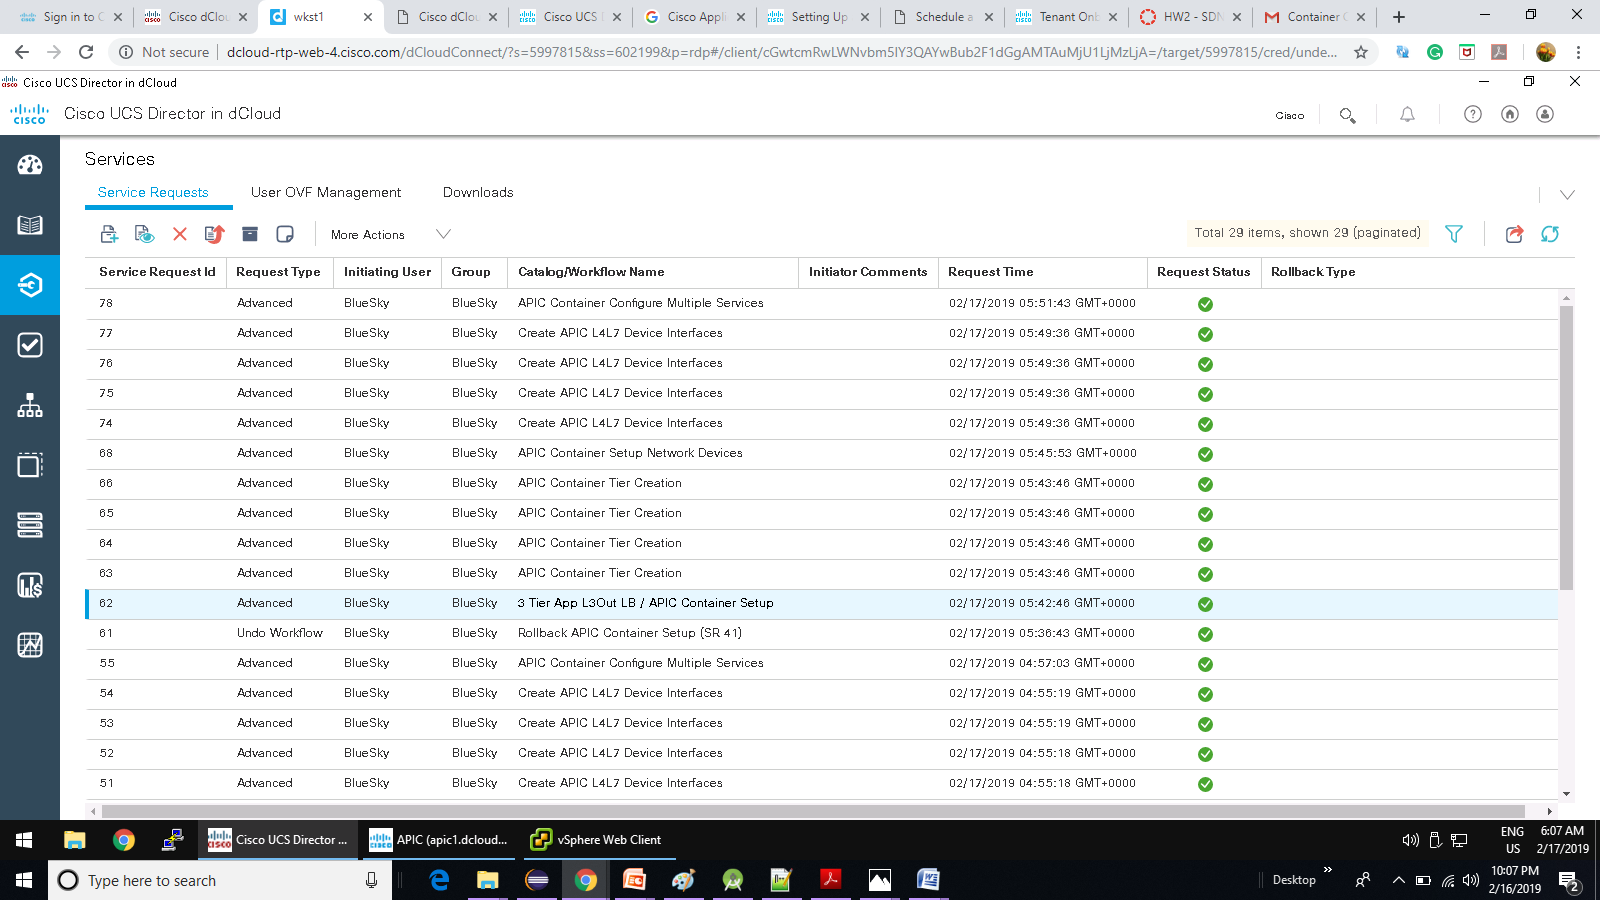 Sign in to C
Cisco dClou
wkst1
Cisco dClou
Cisco UCS D
Cisco Appli
Setting Up
Schedule a
Tenant Onb
HW2 - SDN
Container C
Not secure | dcloud-rtp-web-4.cisco.com/dCloudConnect/?s=5997815&ss=602199&p=rdp#/client/cGwtcmRwLWNvbm5lY3QAYwBub2F1dGgAMTAuMjU1LjMzLjA=/target/5997815/cred/unde...
Cisco UCS Director in dCloud
CISCO Cisco UCS Director in dCloud
Cisco
Services
Service Requests User OVF Management Downloads
More Actions
Total 29 items, shown 29 (paginated)
Service Request Id Request Type Initiating User Group Catalog/Workflow Name Initiator Comments Request Time Request Status Rollback Type
78 Advanced BlueSky BlueSky APIC Container Configure Multiple Services 02/17/2019 05:51:43 GMT+0000
77 Advanced BlueSky BlueSky Create APIC L4L7 Device Interfaces 02/17/2019 05:49:36 GMT+0000
76 Advanced BlueSky BlueSky Create APIC L4L7 Device Interfaces 02/17/2019 05:49:36 GMT+0000
75 Advanced BlueSky BlueSky Create APIC L4L7 Device Interfaces 02/17/2019 05:49:36 GMT+0000
74 Advanced BlueSky BlueSky Create APIC L4L7 Device Interfaces 02/17/2019 05:49:36 GMT+0000
68 Advanced BlueSky BlueSky APIC Container Setup Network Devices 02/17/2019 05:45:53 GMT+0000
66 Advanced BlueSky BlueSky APIC Container Tier Creation 02/17/2019 05:43:46 GMT+0000
65 Advanced BlueSky BlueSky APIC Container Tier Creation 02/17/2019 05:43:46 GMT+0000
64 Advanced BlueSky BlueSky APIC Container Tier Creation 02/17/2019 05:43:46 GMT+0000
63 Advanced BlueSky BlueSky APIC Container Tier Creation 02/17/2019 05:43:46 GMT+0000
62 Advanced BlueSky BlueSky 3 Tier App L3Out LB / APIC Container Setup 02/17/2019 05:42:46 GMT+0000
61 Undo Workflow BlueSky BlueSky Rollback APIC Container Setup (SR 41) 02/17/2019 05:36:43 GMT+0000
55 Advanced BlueSky BlueSky APIC Container Configure Multiple Services 02/17/2019 04:57:03 GMT+0000
54 Advanced BlueSky BlueSky Create APIC L4L7 Device Interfaces 02/17/2019 04:55:19 GMT+0000
53 Advanced BlueSky BlueSky Create APIC L4L7 Device Interfaces 02/17/2019 04:55:19 GMT+0000
52 Advanced BlueSky BlueSky Create APIC L4L7 Device Interfaces 02/17/2019 04:55:18 GMT+0000
51 Advanced BlueSky BlueSky Create APIC L4L7 Device Interfaces 02/17/2019 04:55:18 GMT+0000
Cisco UCS Director ...
APIC (apic1.dcloud...
vSphere Web Client
ENG US
6:07 AM
2/17/2019
Type here to search
Desktop
10:07 PM
2/16/2019
2